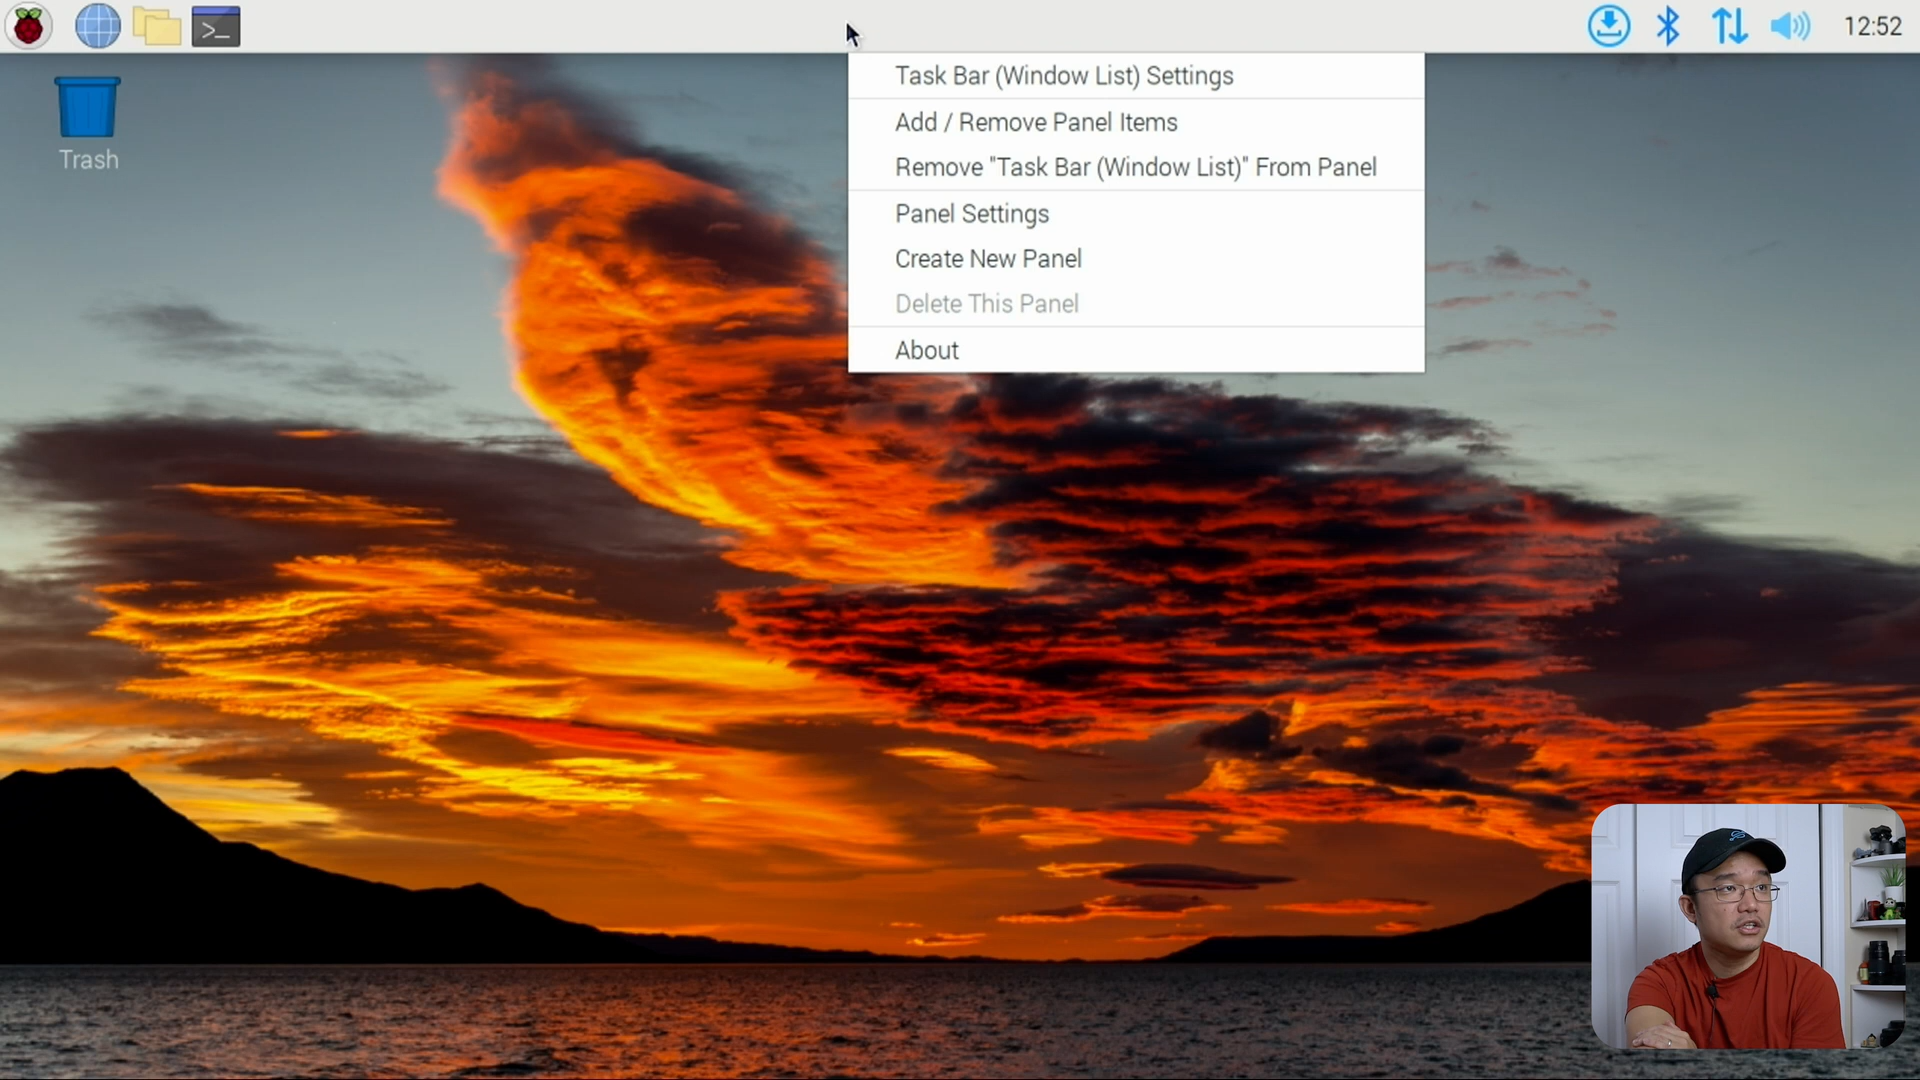 >_
12:52
Trash
Task Bar (Window List) Settings
Add / Remove Panel Items
Remove "Task Bar (Window List)" From Panel
Panel Settings
Create New Panel
Delete This Panel
About